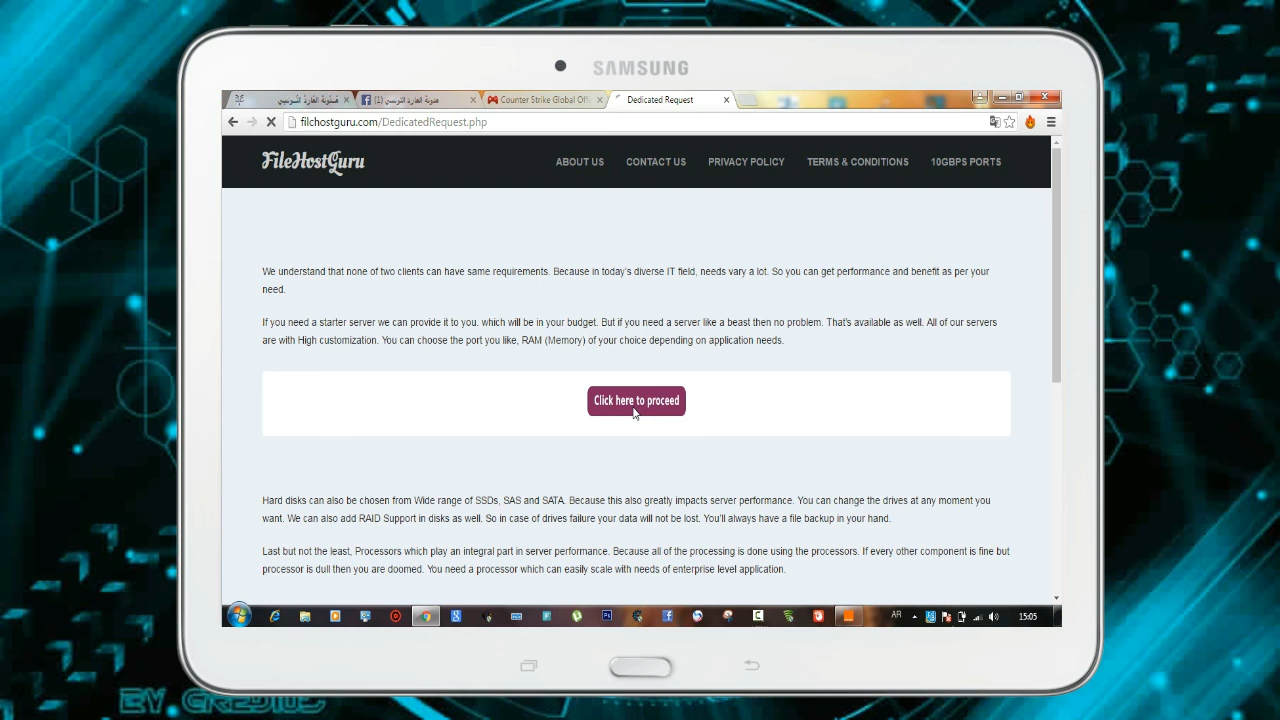 SAMSUNG
مدونة القارد التونسي (1)
Counter Strike Global Off
Dedicated Request
filehostguru.com/DedicatedRequest.php
FileHostGuru
ABOUT US
CONTACT US
PRIVACY POLICY
TERMS & CONDITIONS
10GBPS PORTS
We understand that none of two clients can have same requirements. Because in today's diverse IT field, needs vary a lot. So you can get performance and benefit as per your
need.
If you need a starter server we can provide it to you. which will be in your budget. But if you need a server like a beast then no problem. That's available as well. All of our servers
are with High customization. You can choose the port you like, RAM (Memory) of your choice depending on application needs.
Click here to proceed
Hard disks can also be chosen from Wide range of SSDs, SAS and SATA. Because this also greatly impacts server performance. You can change the drives at any moment you
want. We can also add RAID Support in disks as well. So in case of drives failure your data will not be lost. You'll always have a file backup in your hand.
Last but not the least, Processors which play an integral part in server performance. Because all of the processing is done using the processors. If every other component is fine but
processor is dull then you are doomed. You need a processor which can easily scale with needs of enterprise level application.
AR
15:05